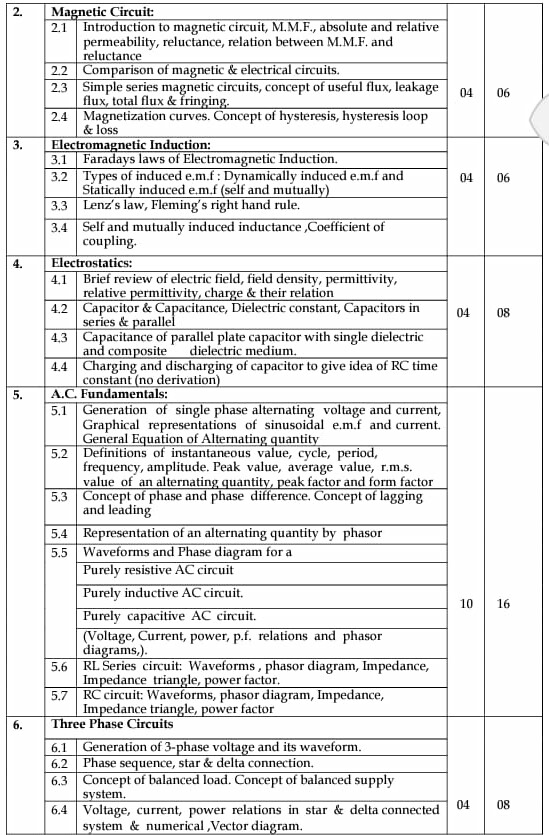 2. Magnetic Circuit:
2.1 Introduction to magnetic circuit, M.M.F., absolute and relative
permeability, reluctance, relation between M.M.F. and
reluctance
2.2 Comparison of magnetic & electrical circuits.
2.3 Simple series magnetic circuits, concept of useful flux, leakage
flux, total flux & fringing.
04 06
2.4 Magnetization curves. Concept of hysteresis, hysteresis loop
& loss
3. Electromagnetic Induction:
3.1 Faradays laws of Electromagnetic Induction.
3.2 Types of induced e.m.f : Dynamically induced e.m.f and
Statically induced e.m.f (self and mutually)
04 06
3.3 Lenz's law, Fleming's right hand rule.
3.4 Self and mutually induced inductance ,Coefficient of
coupling.
4. Electrostatics:
4.1 Brief review of electric field, field density, permittivity,
relative permittivity, charge & their relation
4.2 Capacitor & Capacitance, Dielectric constant, Capacitors in
series & parallel
04 08
4.3 Capacitance of parallel plate capacitor with single dielectric
and composite dielectric medium.
4.4 Charging and discharging of capacitor to give idea of RC time
constant (no derivation)
5. A.C. Fundamentals:
5.1 Generation of single phase alternating voltage and current,
Graphical representations of sinusoidal e.m.f and current.
General Equation of Alternating quantity
5.2 Definitions of instantaneous value, cycle, period,
frequency, amplitude. Peak value, average value, r.m.s.
value of an alternating quantity, peak factor and form factor
5.3 Concept of phase and phase difference. Concept of lagging
and leading
5.4 Representation of an alternating quantity by phasor
5.5 Waveforms and Phase diagram for a
Purely resistive AC circuit
Purely inductive AC circuit.
10 16
Purely capacitive AC circuit.
(Voltage, Current, power, p.f. relations and phasor
diagrams,).
5.6 RL Series circuit: Waveforms , phasor diagram, Impedance,
Impedance triangle, power factor.
5.7 RC circuit: Waveforms, phasor diagram, Impedance,
Impedance triangle, power factor
6. Three Phase Circuits
6.1 Generation of 3-phase voltage and its waveform.
6.2 Phase sequence, star & delta connection.
6.3 Concept of balanced load. Concept of balanced supply
system.
04 08
6.4 Voltage, current, power relations in star & delta connected
system & numerical ,Vector diagram.